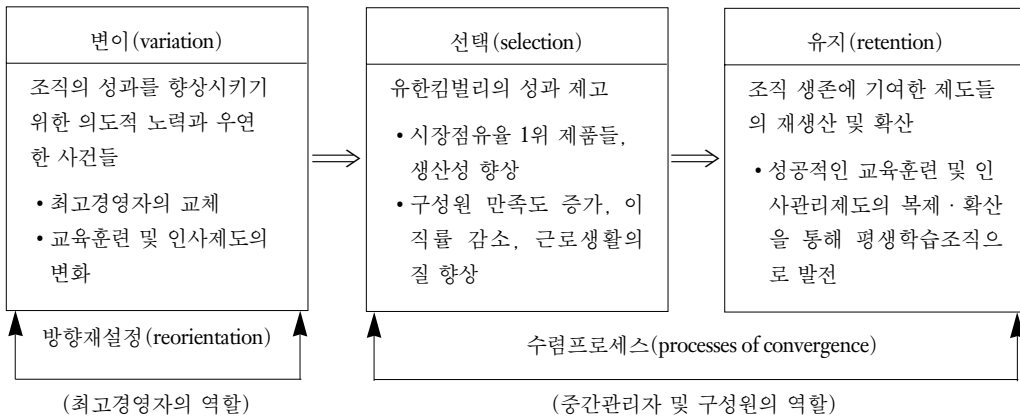 변이(variation)
조직의 성과를 향상시키기
위한 의도적 노력과 우연
한 사건들
• 최고경영자의 교체
• 교육훈련 및 인사제도의
변화
선택(selection)
유한킴벌리의 성과 제고
• 시장점유율 1위 제품들,
생산성 향상
• 구성원 만족도 증가, 이
직률 감소, 근로생활의
질 향상
유지(retention)
조직 생존에 기여한 제도들
의 재생산 및 확산
• 성공적인 교육훈련 및 인
사관리제도의 복제 · 확산
을 통해 평생학습조직으
로 발전
방향재설정(reorientation)
수렴프로세스(processes of convergence)
(최고경영자의 역할)
(중간관리자 및 구성원의 역할)